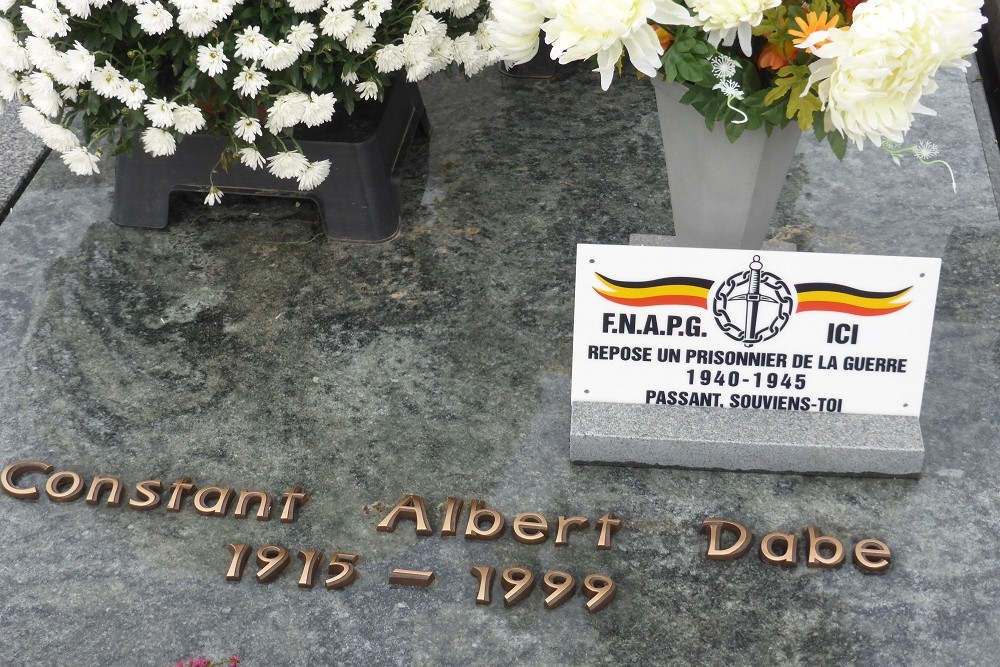 F.N.A.P.G. ICI
REPOSE UN PRISONNIER DE LA GUERRE
1940-1945
PASSANT, SOUVIENS-TOI
Constant Albert Dabe
1915 - 1999